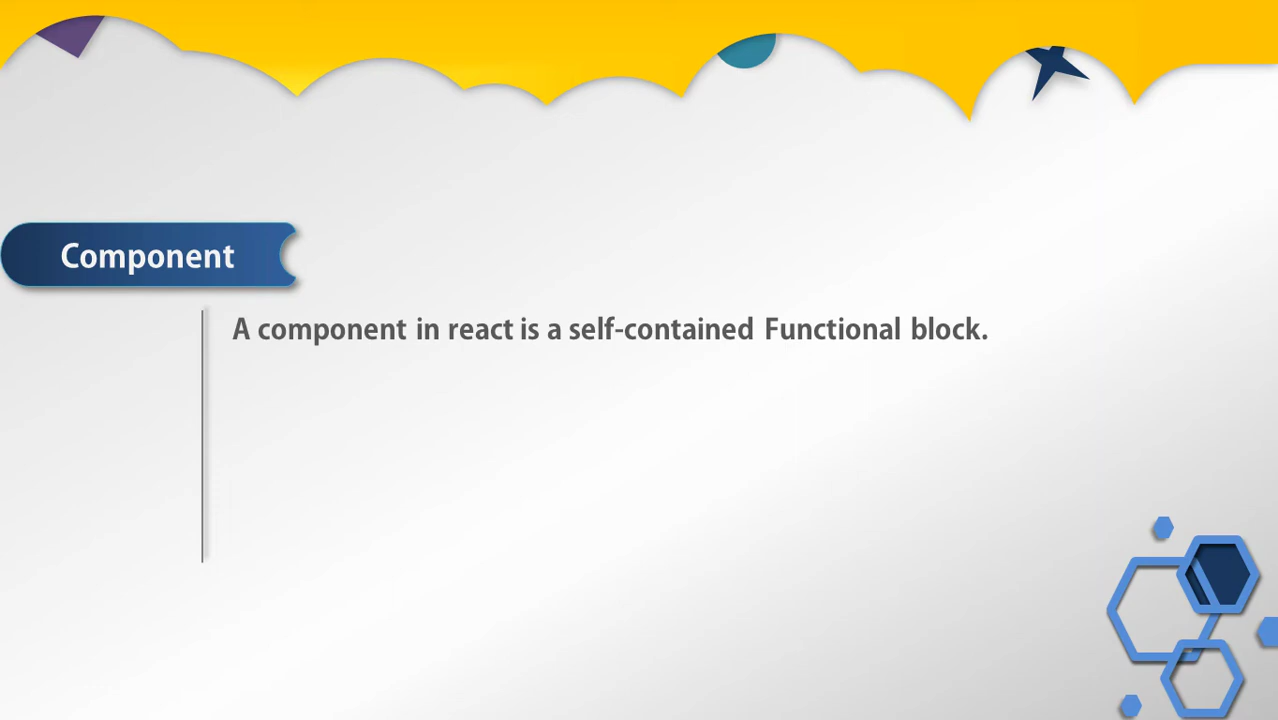 Component
A component in react is a self-contained Functional block.